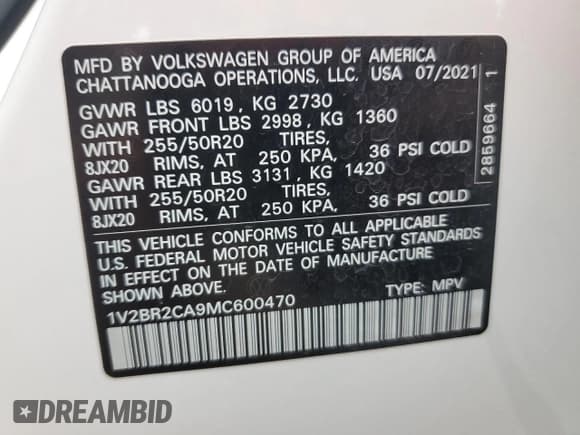 MFD BY VOLKSWAGEN GROUP OF AMERICA
CHATTANOOGA OPERATIONS, LLC. USA 07/2021
GVWR LBS 6019, KG 2730
GAWR FRONT LBS 2998, KG 1360
WITH 255/50R20 TIRES,
8JX20 RIMS, AT 250 KPA, 36 PSI COLD
GAWR REAR LBS 3131, KG 1420
WITH 255/50R20 TIRES,
8JX20 RIMS, AT 250 KPA, 36 PSI COLD
THIS VEHICLE CONFORMS TO ALL APPLICABLE
U.S. FEDERAL MOTOR VEHICLE SAFETY STANDARDS
IN EFFECT ON THE DATE OF MANUFACTURE
SHOWN ABOVE.
1V2BR2CA9MC600470 TYPE: MPV
2859664 1
DREAMBID